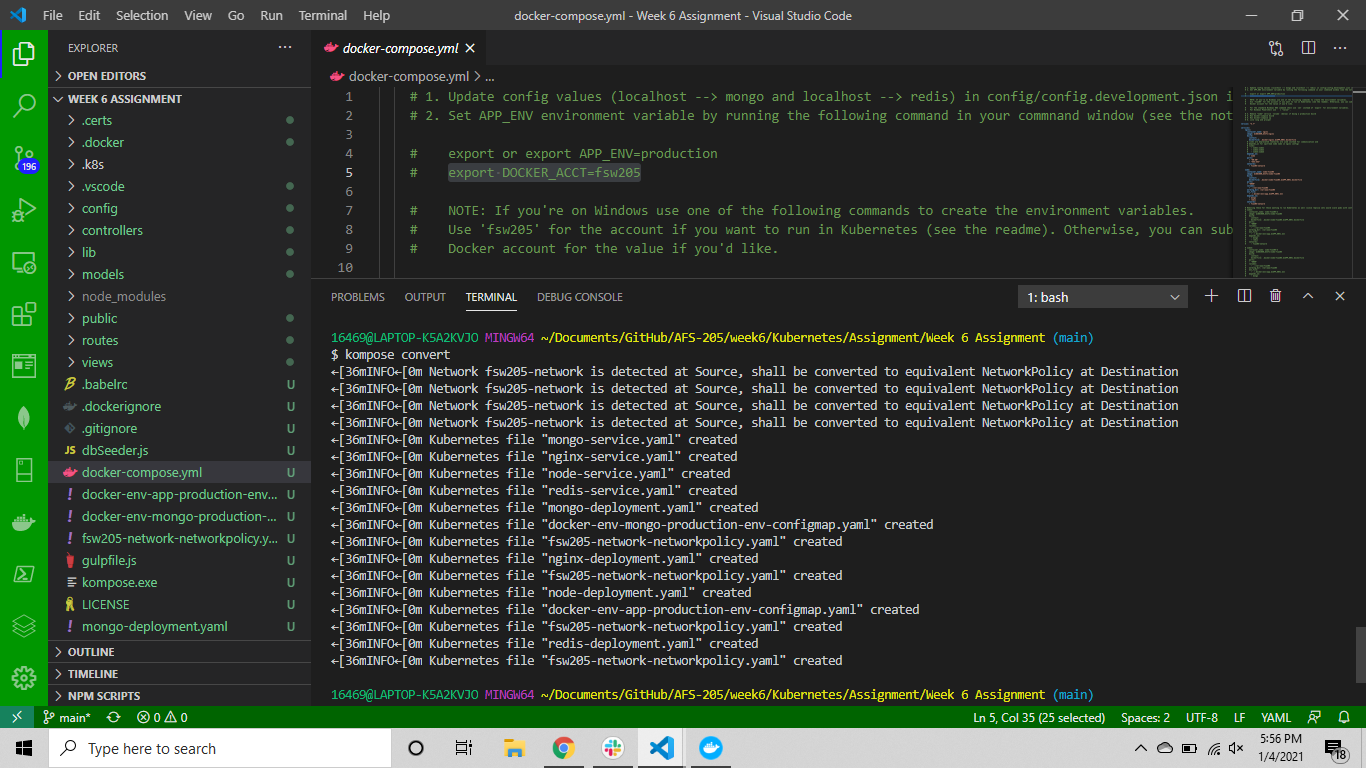 File Edit Selection View Go Run Terminal Help
docker-compose.yml - Week 6 Assignment - Visual Studio Code
EXPLORER
OPEN EDITORS
WEEK 6 ASSIGNMENT
.certs
.docker
.k8s
.vscode
config
controllers
lib
models
node_modules
public
routes
views
.babelrc U
.dockerignore U
.gitignore U
JS dbSeeder.js U
docker-compose.yml U
! docker-env-app-production-env... U
! docker-env-mongo-production-... U
! fsw205-network-networkpolicy.y... U
gulpfile.js U
kompose.exe U
LICENSE U
! mongo-deployment.yaml U
OUTLINE
TIMELINE
NPM SCRIPTS
196
docker-compose.yml
docker-compose.yml > ...
1 # 1. Update config values (localhost --> mongo and localhost --> redis) in config/config.development.json i
2 # 2. Set APP_ENV environment variable by running the following command in your commnand window (see the not
3
4 # export or export APP_ENV=production
5 # export DOCKER_ACCT=fsw205
6
7 # NOTE: If you're on Windows use one of the following commands to create the environment variables.
8 # Use 'fsw205' for the account if you want to run in Kubernetes (see the readme). Otherwise, you can sub
9 # Docker account for the value if you'd like.
10
PROBLEMS OUTPUT TERMINAL DEBUG CONSOLE
1: bash
16469@LAPTOP-K5A2KVJO MINGW64 ~/Documents/GitHub/AFS-205/week6/Kubernetes/Assignment/Week 6 Assignment (main)
$ kompose convert
←[36mINFO←[0m Network fsw205-network is detected at Source, shall be converted to equivalent NetworkPolicy at Destination
←[36mINFO←[0m Network fsw205-network is detected at Source, shall be converted to equivalent NetworkPolicy at Destination
←[36mINFO←[0m Network fsw205-network is detected at Source, shall be converted to equivalent NetworkPolicy at Destination
←[36mINFO←[0m Network fsw205-network is detected at Source, shall be converted to equivalent NetworkPolicy at Destination
←[36mINFO←[0m Kubernetes file "mongo-service.yaml" created
←[36mINFO←[0m Kubernetes file "nginx-service.yaml" created
←[36mINFO←[0m Kubernetes file "node-service.yaml" created
←[36mINFO←[0m Kubernetes file "redis-service.yaml" created
←[36mINFO←[0m Kubernetes file "mongo-deployment.yaml" created
←[36mINFO←[0m Kubernetes file "docker-env-mongo-production-env-configmap.yaml" created
←[36mINFO←[0m Kubernetes file "fsw205-network-networkpolicy.yaml" created
←[36mINFO←[0m Kubernetes file "nginx-deployment.yaml" created
←[36mINFO←[0m Kubernetes file "fsw205-network-networkpolicy.yaml" created
←[36mINFO←[0m Kubernetes file "node-deployment.yaml" created
←[36mINFO←[0m Kubernetes file "docker-env-app-production-env-configmap.yaml" created
←[36mINFO←[0m Kubernetes file "fsw205-network-networkpolicy.yaml" created
←[36mINFO←[0m Kubernetes file "redis-deployment.yaml" created
←[36mINFO←[0m Kubernetes file "fsw205-network-networkpolicy.yaml" created
16469@LAPTOP-K5A2KVJO MINGW64 ~/Documents/GitHub/AFS-205/week6/Kubernetes/Assignment/Week 6 Assignment (main)
main* 0 0
Ln 5, Col 35 (25 selected) Spaces: 2 UTF-8 LF YAML
Type here to search
5:56 PM
1/4/2021
18